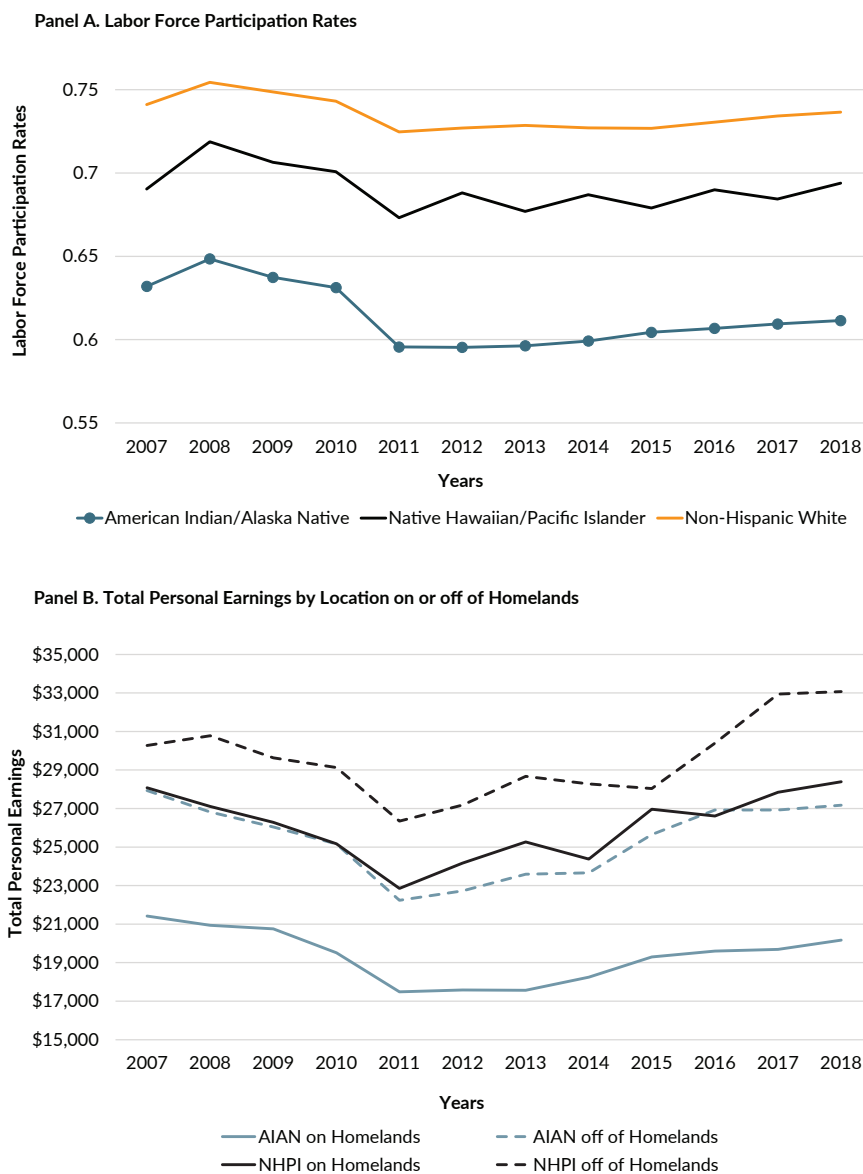 Panel A. Labor Force Participation Rates
Labor Force Participation Rates
0.75
0.7
0.65
0.6
0.55
2007 2008 2009 2010 2011 2012 2013 2014 2015 2016 2017 2018
Years
American Indian/Alaska Native Native Hawaiian/Pacific Islander Non-Hispanic White
Panel B. Total Personal Earnings by Location on or off of Homelands
Total Personal Earnings
$35,000
$33,000
$31,000
$29,000
$27,000
$25,000
$23,000
$21,000
$19,000
$17,000
$15,000
2007 2008 2009 2010 2011 2012 2013 2014 2015 2016 2017 2018
Years
AIAN on Homelands AIAN off of Homelands
NHPI on Homelands NHPI off of Homelands